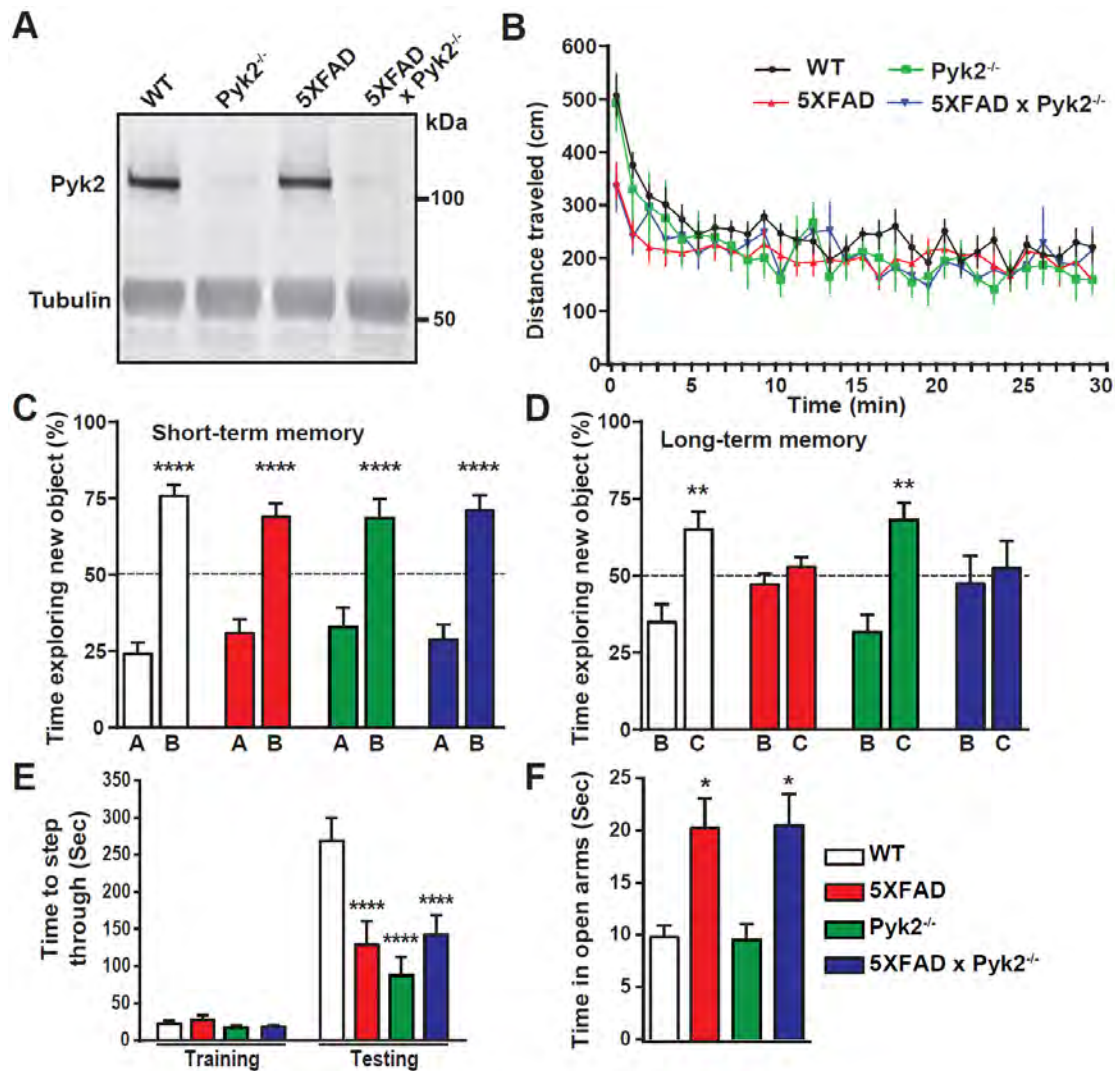 A
WT
Pyk2-/-
5XFAD
5XFAD
x Pyk2-/-
kDa
Pyk2
100
Tubulin
50
B
600
500
400
300
200
100
0
Distance traveled (cm)
WT
Pyk2-/-
5XFAD
5XFAD x Pyk2-/-
0
5
10
15
20
25
30
Time (min)
C
Short-term memory
Time exploring new object (%)
100
75
50
25
0
****
****
****
****
A B A B A B A B
D
Long-term memory
Time exploring new object (%)
100
75
50
25
0
**
**
B C B C B C B C
E
Time to step
through (Sec)
350
300
250
200
150
100
50
0
****
****
****
Training
Testing
F
Time in open arms (Sec)
25
20
15
10
5
0
*
*
WT
5XFAD
Pyk2-/-
5XFAD x Pyk2-/-